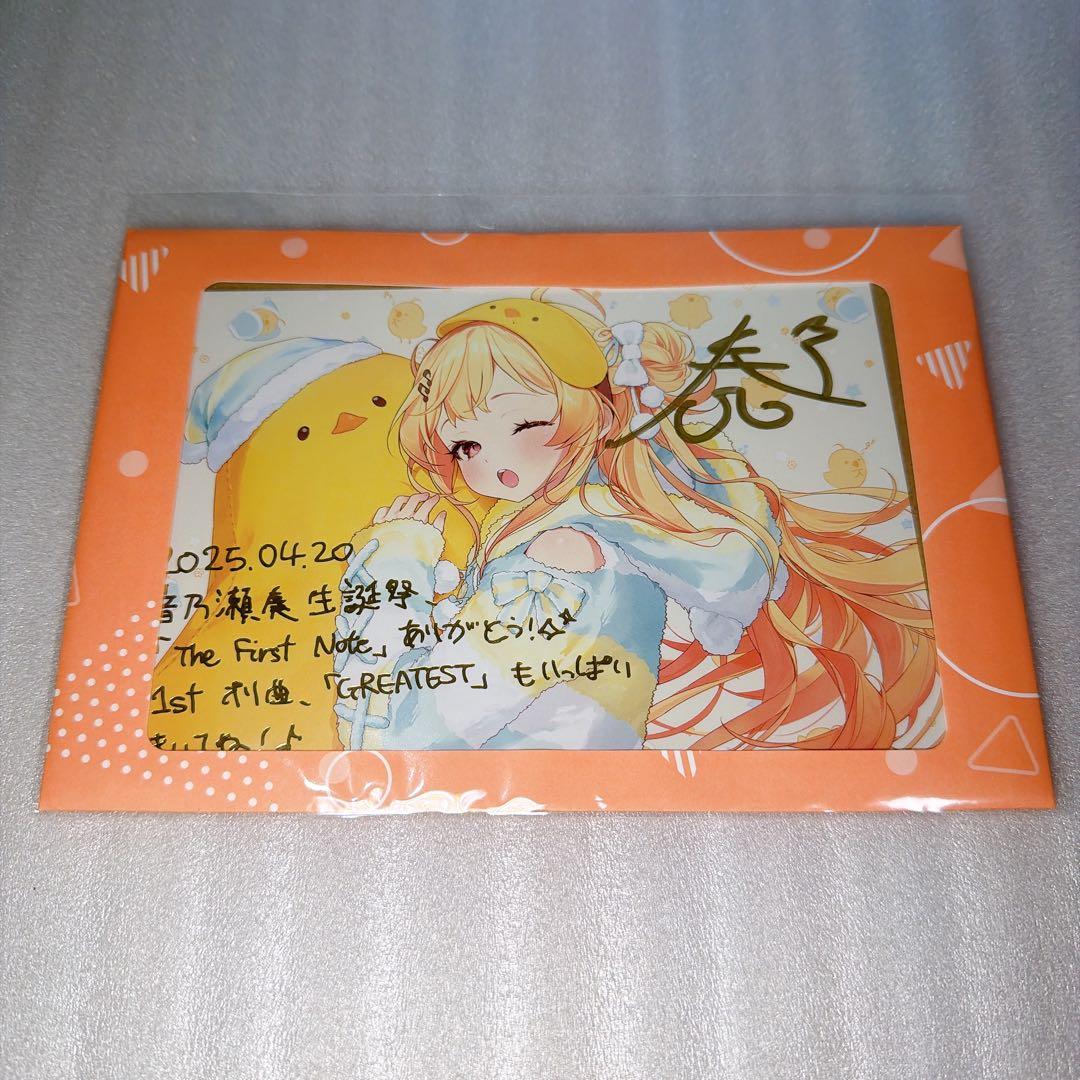 2025.04.20
音乃瀬奏 生誕祭、
「The First Note」ありがとう！☆
1st オリ曲、「GREATEST」もいっぱい
きいてね！♪